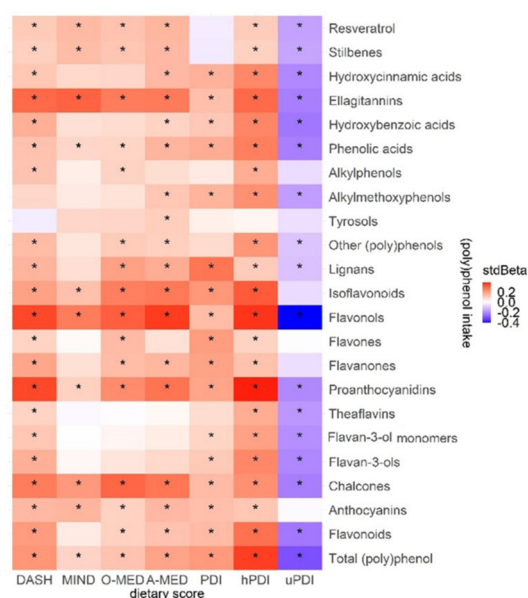 Resveratrol
Stilbenes
Hydroxycinnamic acids
Ellagitannins
Hydroxybenzoic acids
Phenolic acids
Alkylphenols
Alkylmethoxyphenols
Tyrosols
Other (poly)phenols
Lignans
Isoflavonoids
Flavonols
Flavones
Flavanones
Proanthocyanidins
Theaflavins
Flavan-3-ol monomers
Flavan-3-ols
Chalcones
Anthocyanins
Flavonoids
Total (poly)phenol
(poly)phenol intake
stdBeta
0.2
0.0
-0.2
-0.4
DASH MIND O-MED A-MED PDI hPDI uPDI
dietary score